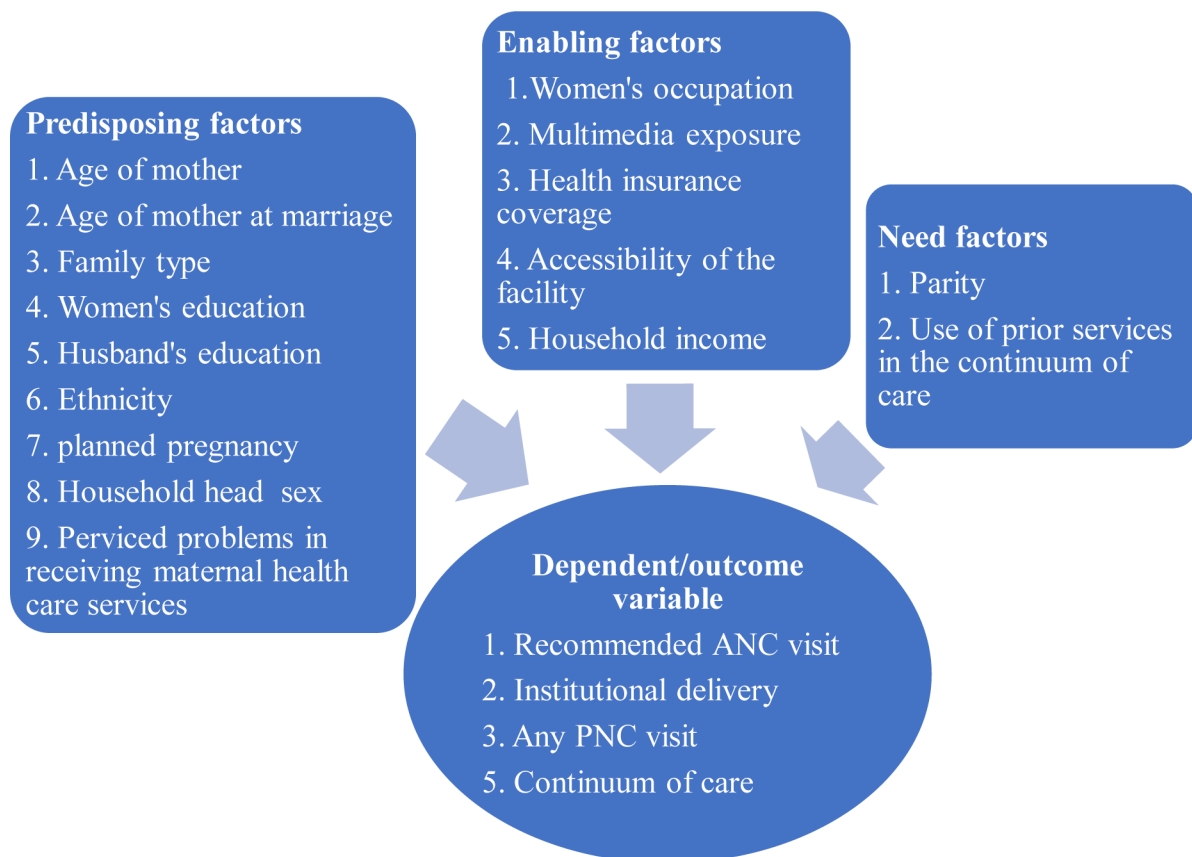 Predisposing factors
1. Age of mother
2. Age of mother at marriage
3. Family type
4. Women's education
5. Husband's education
6. Ethnicity
7. planned pregnancy
8. Household head sex
9. Perviced problems in
receiving maternal health
care services
Enabling factors
1.Women's occupation
2. Multimedia exposure
3. Health insurance
coverage
4. Accessibility of the
facility
5. Household income
Need factors
1. Parity
2. Use of prior services
in the continuum of
care
Dependent/outcome
variable
1. Recommended ANC visit
2. Institutional delivery
3. Any PNC visit
5. Continuum of care